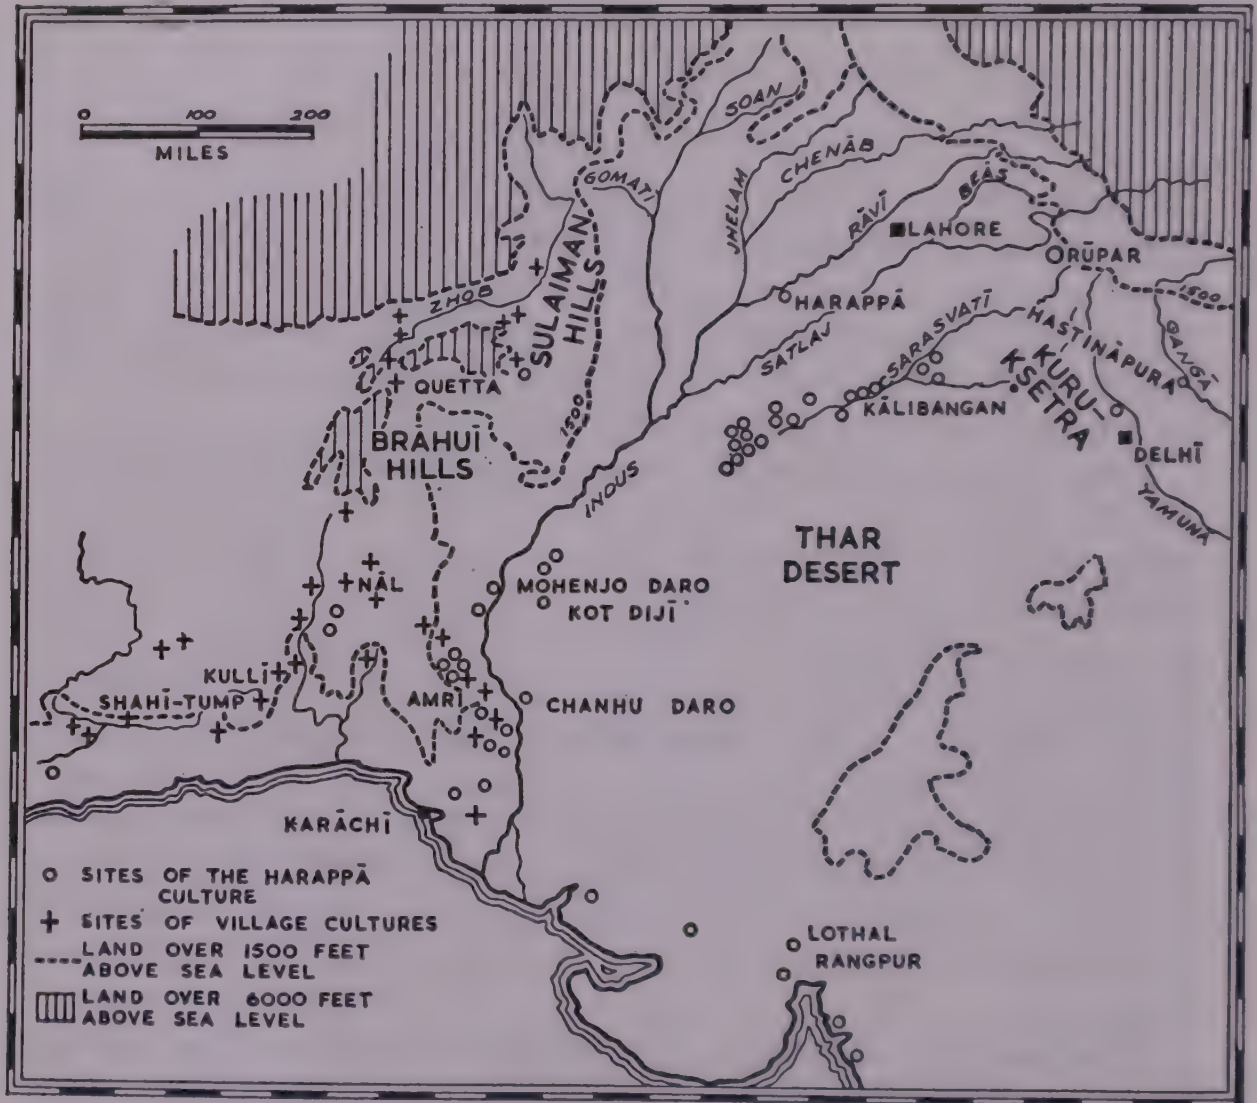 0 100 200
MILES
SOAN
GOMATI
JHELAM
CHENĀB
RĀVĪ
BEĀS
LAHORE
RŪPAR
1500
ZHOB
SULAIMAN
HILLS
HARAPPĀ
SATLAJ
SARASVATĪ
HASTINĀPURA
GANGĀ
KURU-
KSETRA
QUETTA
KĀLIBANGAN
1500
BRAHUĪ
HILLS
DELHĪ
YAMUNA
INDUS
THAR
DESERT
NĀL
MOHENJO DARO
KOT DIJĪ
KULLĪ
SHAHĪ-TUMP
AMRĪ
CHANHU DARO
KARĀCHĪ
SITES OF THE HARAPPĀ
CULTURE
SITES OF VILLAGE CULTURES
LAND OVER 1500 FEET
ABOVE SEA LEVEL
LAND OVER 6000 FEET
ABOVE SEA LEVEL
LOTHAL
RANGPUR